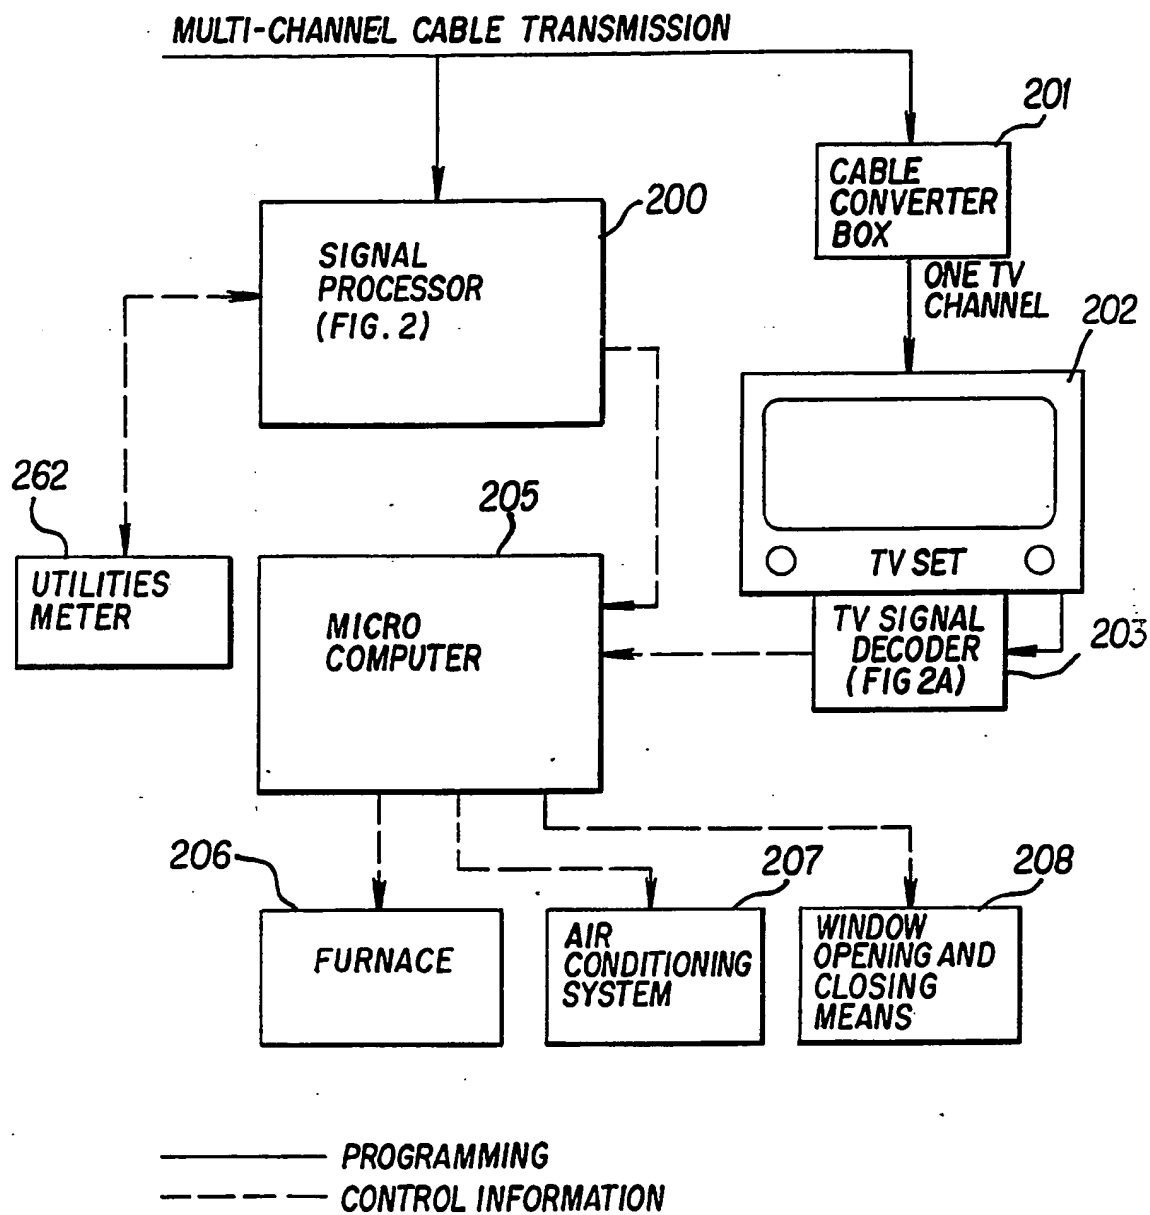 MULTI-CHANNEL CABLE TRANSMISSION
201
CABLE
CONVERTER
BOX
200
SIGNAL
PROCESSOR
(FIG. 2)
ONE TV
CHANNEL
202
262
UTILITIES
METER
205
MICRO
COMPUTER
TV SET
TV SIGNAL
DECODER
(FIG 2A)
203
206
FURNACE
207
AIR
CONDITIONING
SYSTEM
208
WINDOW
OPENING AND
CLOSING
MEANS
PROGRAMMING
CONTROL INFORMATION